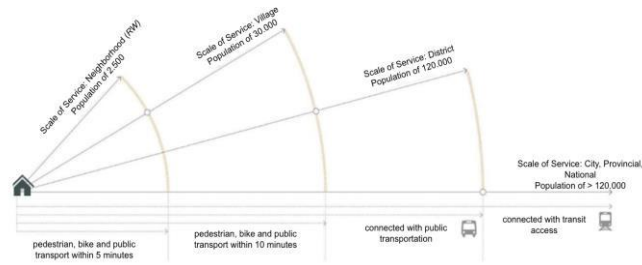 Scale of Service: Neighborhood (RW)
Population of 2.500
Scale of Service: Village
Population of 30.000
Scale of Service: District
Population of 120.000
Scale of Service: City, Provincial,
National
Population of > 120.000
pedestrian, bike and public
transport within 5 minutes
pedestrian, bike and public
transport within 10 minutes
connected with public
transportation
connected with transit
access